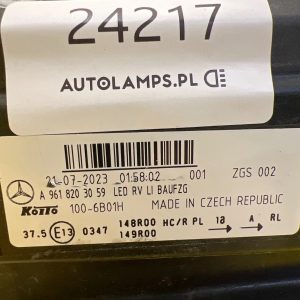 24217
AUTOLAMPS.PL
21-07-2023 01:58:02 001 ZGS 002
A 961 820 30 59 LED RV LI BAUFZG
Koito 100-6B01H MADE IN CZECH REPUBLIC
37.5 E13 0347 148R00 HC/R PL 1a A RL
149R00